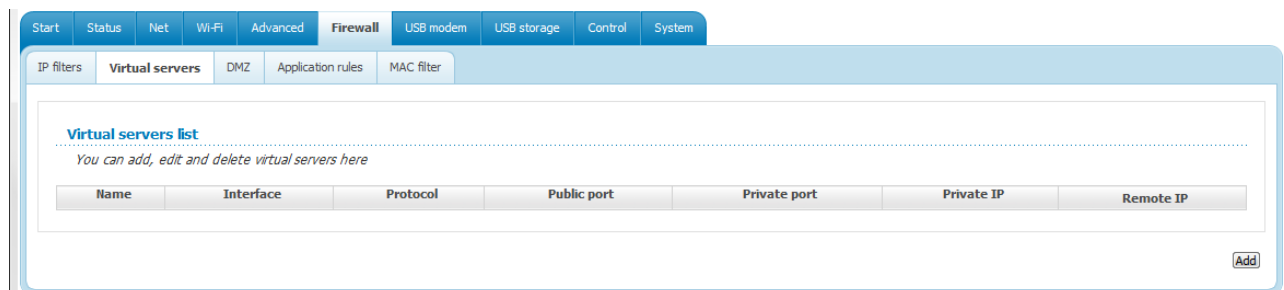 Start Status Net Wi-Fi Advanced Firewall USB modem USB storage Control System
IP filters Virtual servers DMZ Application rules MAC filter
Virtual servers list
You can add, edit and delete virtual servers here
Name Interface Protocol Public port Private port Private IP Remote IP
Add